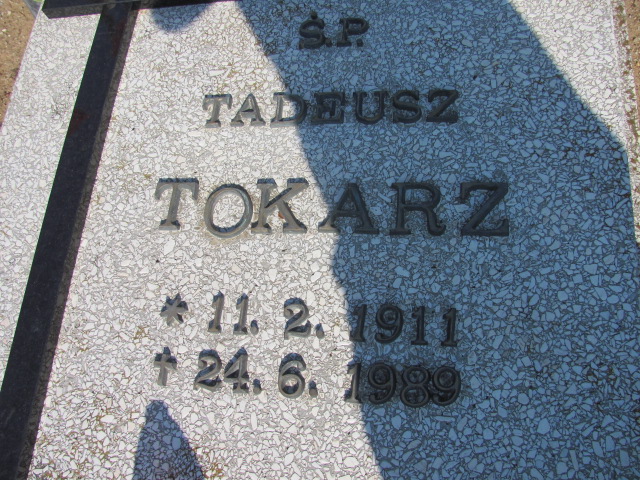 Ś.P.
TADEUSZ
TOKARZ
* 11. 2. 1911
† 24. 6. 1989